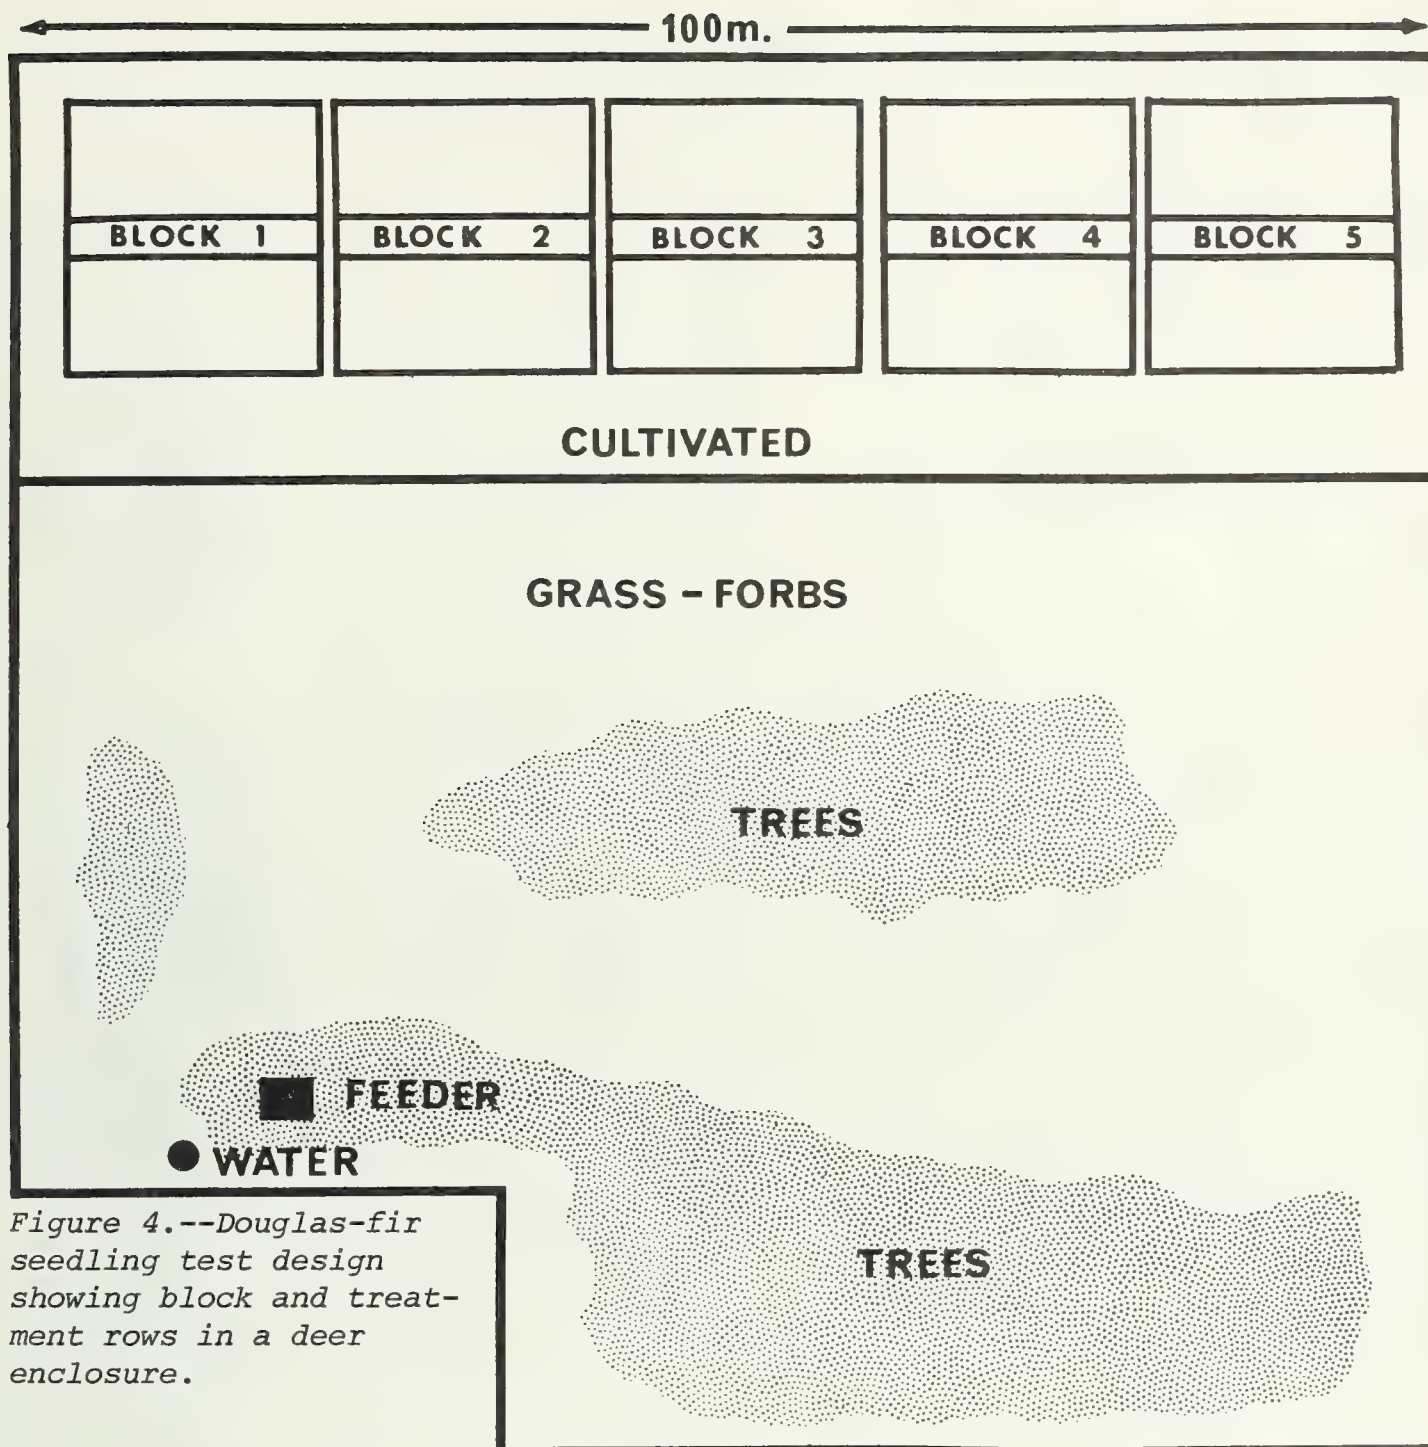 100m.
BLOCK 1 BLOCK 2 BLOCK 3 BLOCK 4 BLOCK 5
CULTIVATED
GRASS - FORBS
TREES
FEEDER
WATER
TREES
Figure 4.--Douglas-fir
seedling test design
showing block and treat-
ment rows in a deer
enclosure.